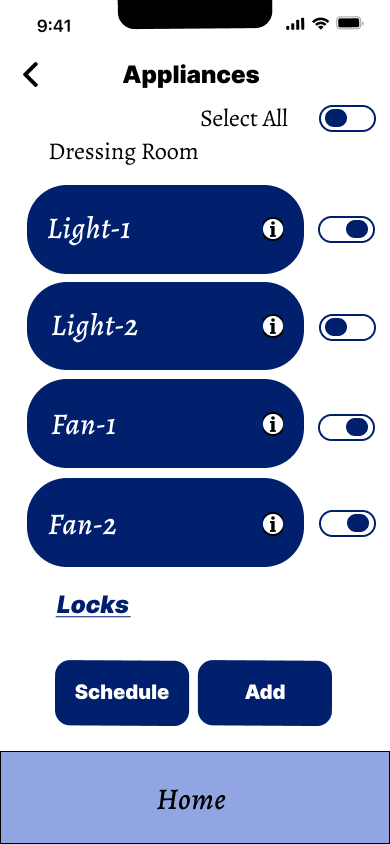 9:41
Appliances
Select All
Dressing Room
Light-1
Light-2
Fan-1
Fan-2
Locks
Schedule Add
Home